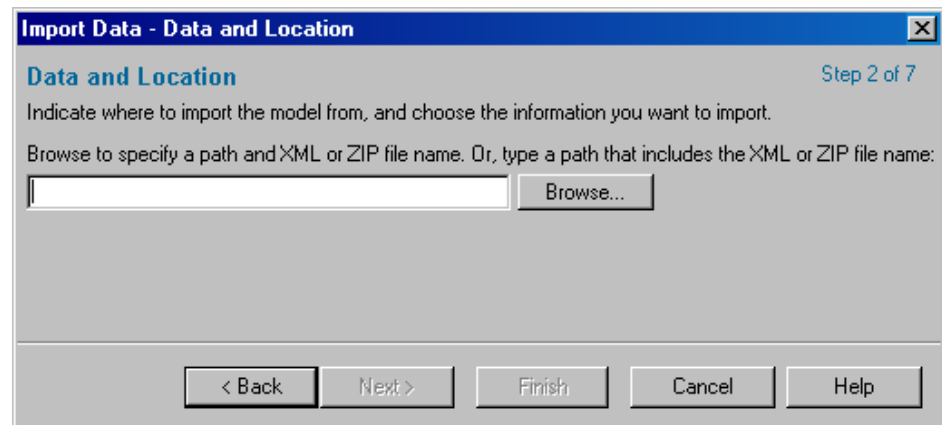 Import Data - Data and Location
Data and Location
Step 2 of 7
Indicate where to import the model from, and choose the information you want to import.
Browse to specify a path and XML or ZIP file name. Or, type a path that includes the XML or ZIP file name:
Browse...
< Back Next > Finish Cancel Help